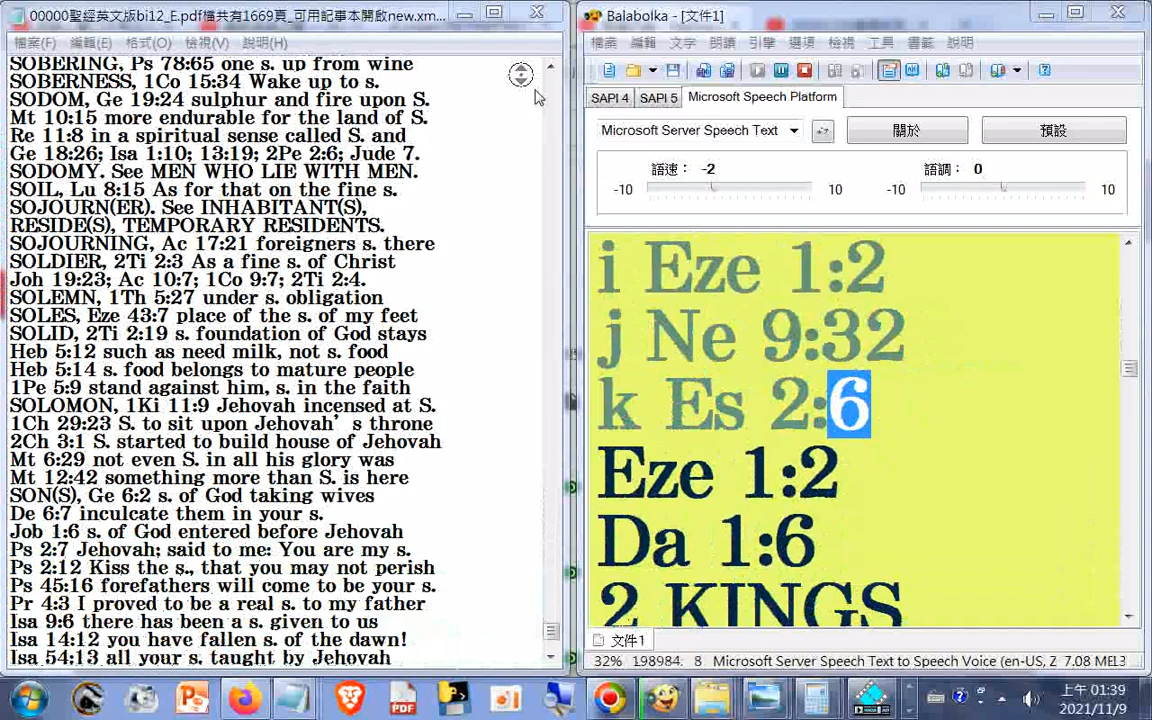 00000聖經英文版bi12_E.pdf檔共有1669頁_可用記事本開啟new.xm...
檔案(F) 編輯(E) 格式(O) 檢視(V) 說明(H)
SOBERING, Ps 78:65 one s. up from wine
SOBERNESS, 1Co 15:34 Wake up to s.
SODOM, Ge 19:24 sulphur and fire upon S.
Mt 10:15 more endurable for the land of S.
Re 11:8 in a spiritual sense called S. and
Ge 18:26; Isa 1:10; 13:19; 2Pe 2:6; Jude 7.
SODOMY. See MEN WHO LIE WITH MEN.
SOIL, Lu 8:15 As for that on the fine s.
SOJOURN(ER). See INHABITANT(S),
RESIDE(S), TEMPORARY RESIDENTS.
SOJOURNING, Ac 17:21 foreigners s. there
SOLDIER, 2Ti 2:3 As a fine s. of Christ
Joh 19:23; Ac 10:7; 1Co 9:7; 2Ti 2:4.
SOLEMN, 1Th 5:27 under s. obligation
SOLES, Eze 43:7 place of the s. of my feet
SOLID, 2Ti 2:19 s. foundation of God stays
Heb 5:12 such as need milk, not s. food
Heb 5:14 s. food belongs to mature people
1Pe 5:9 stand against him, s. in the faith
SOLOMON, 1Ki 11:9 Jehovah incensed at S.
1Ch 29:23 S. to sit upon Jehovah's throne
2Ch 3:1 S. started to build house of Jehovah
Mt 6:29 not even S. in all his glory was
Mt 12:42 something more than S. is here
SON(S), Ge 6:2 s. of God taking wives
De 6:7 inculcate them in your s.
Job 1:6 s. of God entered before Jehovah
Ps 2:7 Jehovah; said to me: You are my s.
Ps 2:12 Kiss the s., that you may not perish
Ps 45:16 forefathers will come to be your s.
Pr 4:3 I proved to be a real s. to my father
Isa 9:6 there has been a s. given to us
Isa 14:12 you have fallen s. of the dawn!
Isa 54:13 all your s. taught by Jehovah
Balabolka - [文件1]
檔案 編輯 文字 朗讀 引擎 選項 檢視 工具 書籤 說明
SAPI 4 SAPI 5 Microsoft Speech Platform
Microsoft Server Speech Text 關於 預設
語速： -2 語調： 0
-10 10 -10 10
i Eze 1:2
j Ne 9:32
k Es 2:6
Eze 1:2
Da 1:6
2 KINGS
文件1
32% 198984: 8 Microsoft Server Speech Text to Speech Voice (en-US, Z 7.08 ME
上午 01:39
2021/11/9